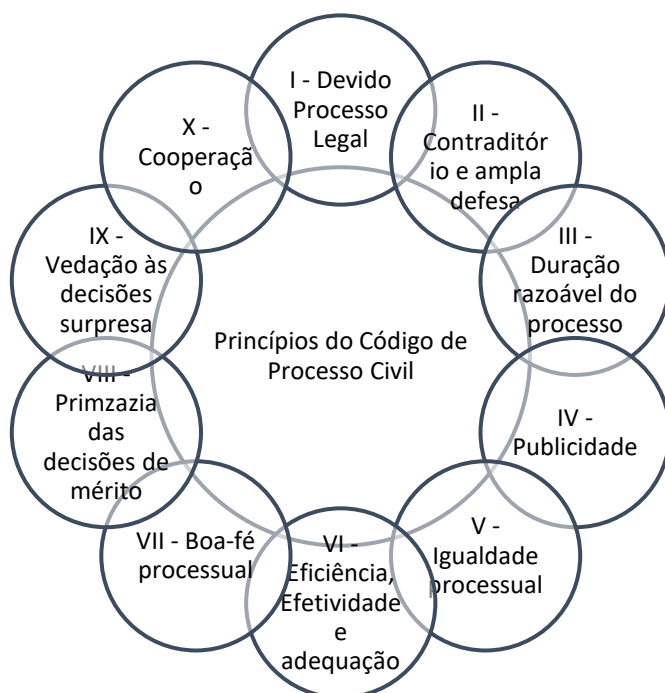 I - Devido
Processo
Legal
II -
Contraditór
io e ampla
defesa
III -
Duração
razoável do
processo
IV -
Publicidade
V -
Igualdade
processual
VI -
Eficiência,
Efetividade
e
adequação
VII - Boa-fé
processual
VIII -
Primzazia
das
decisões de
mérito
IX -
Vedação às
decisões
surpresa
X -
Cooperaçã
o
Princípios do Código de
Processo Civil